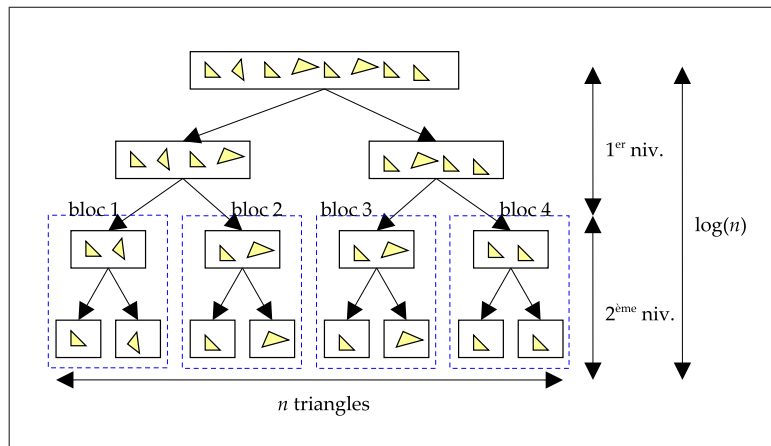 1er niv.
bloc 1 bloc 2 bloc 3 bloc 4
log(n)
2ème niv.
n triangles